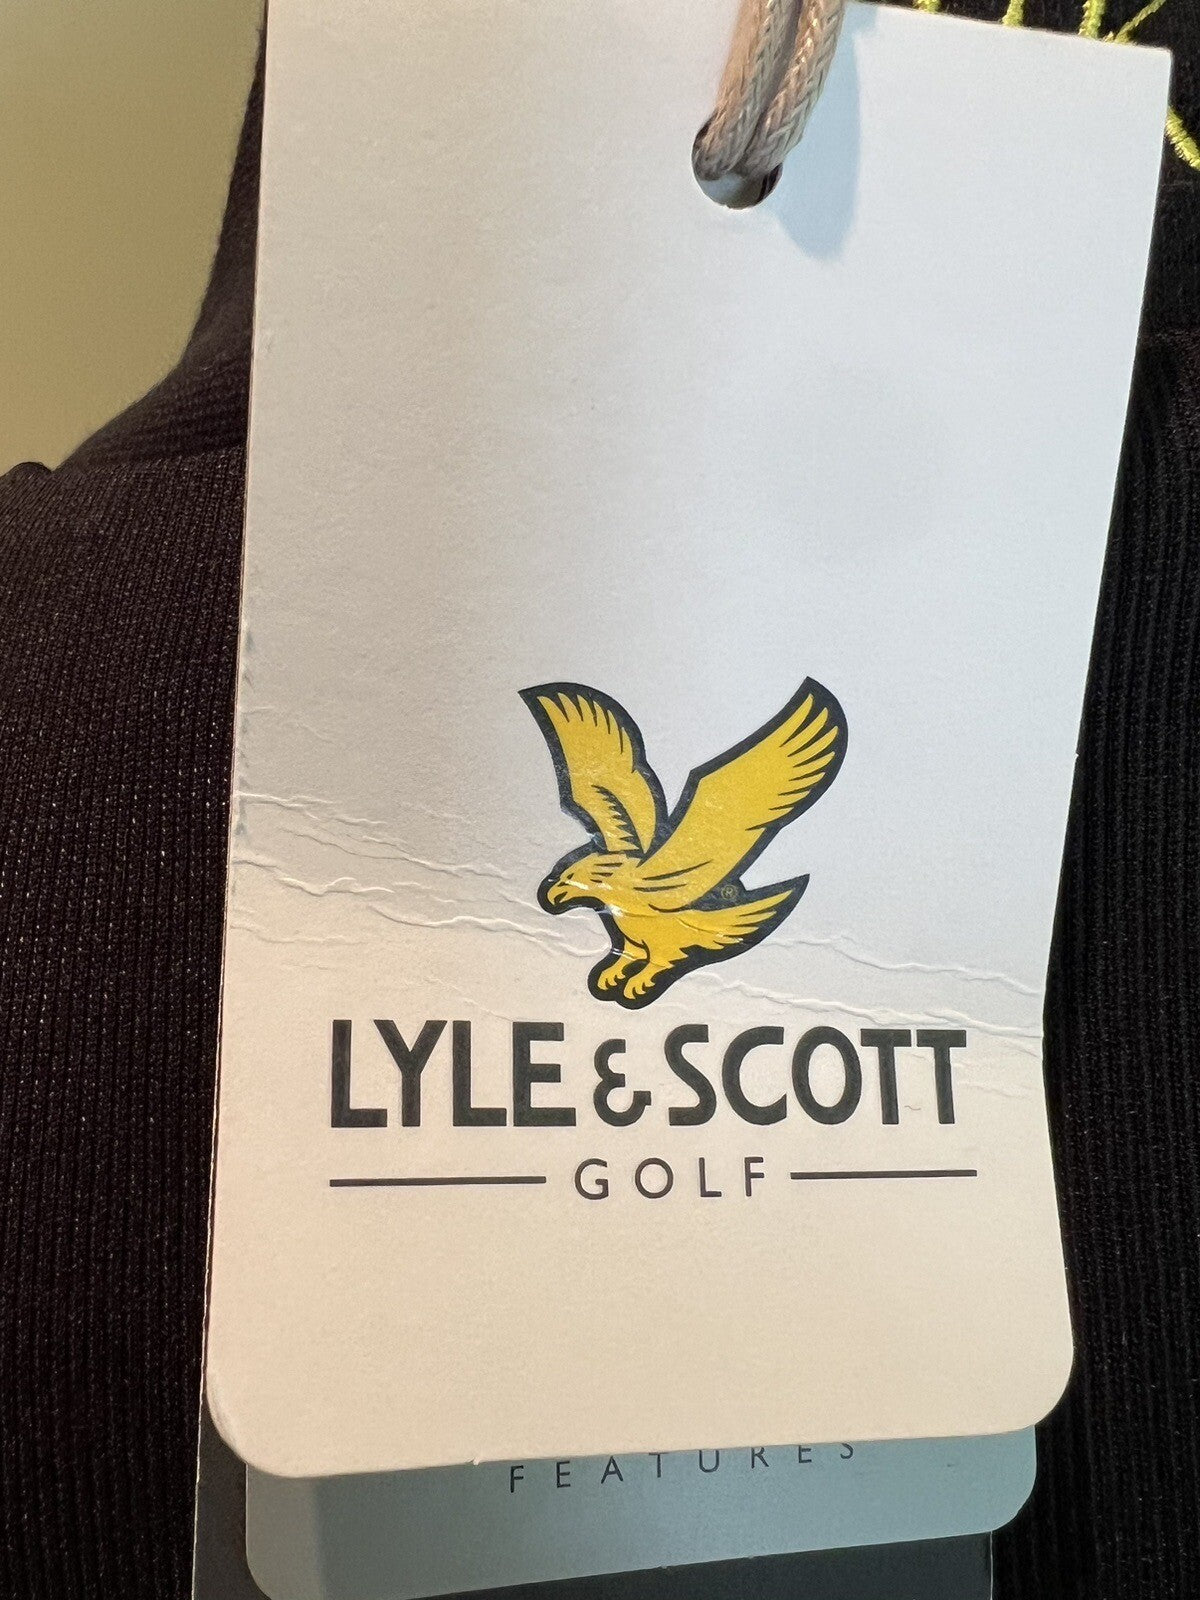 ®
LYLE & SCOTT
GOLF
FEATURES